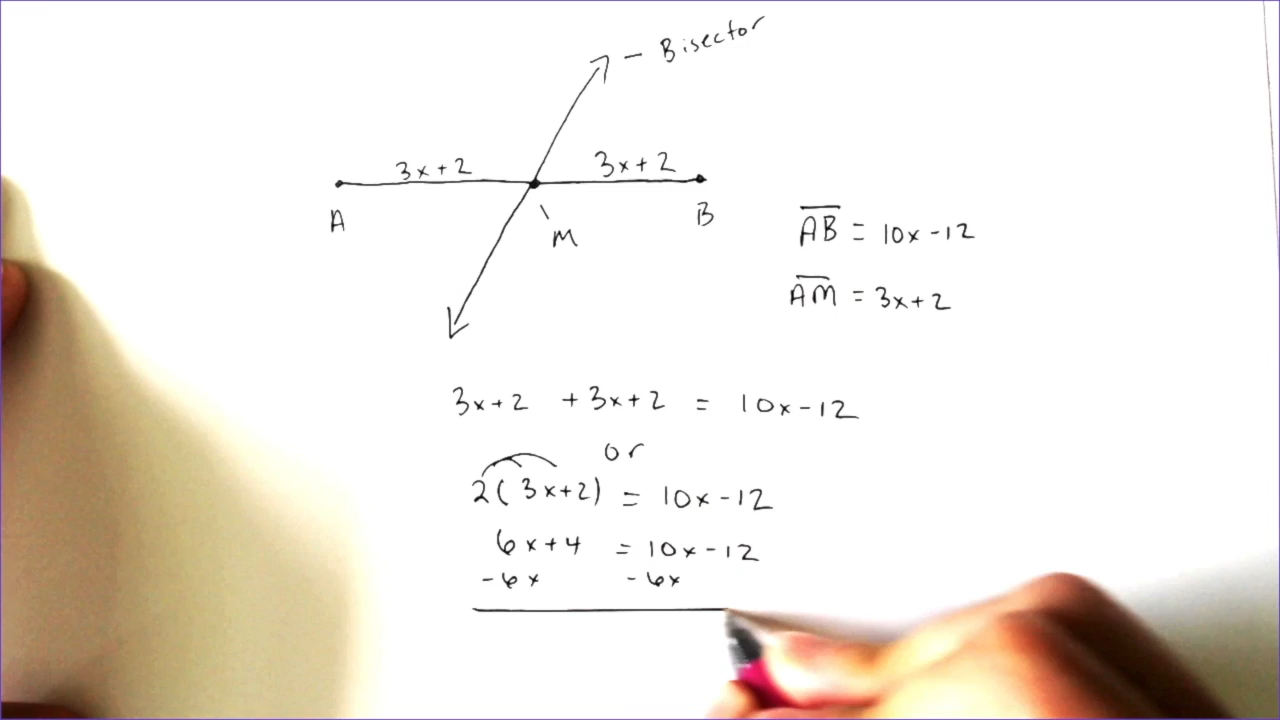 – Bisector
3x+2 3x+2
A M B
AB = 10x-12
AM = 3x+2
3x+2 +3x+2 = 10x-12
or
2(3x+2) = 10x-12
6x+4 = 10x-12
-6x -6x